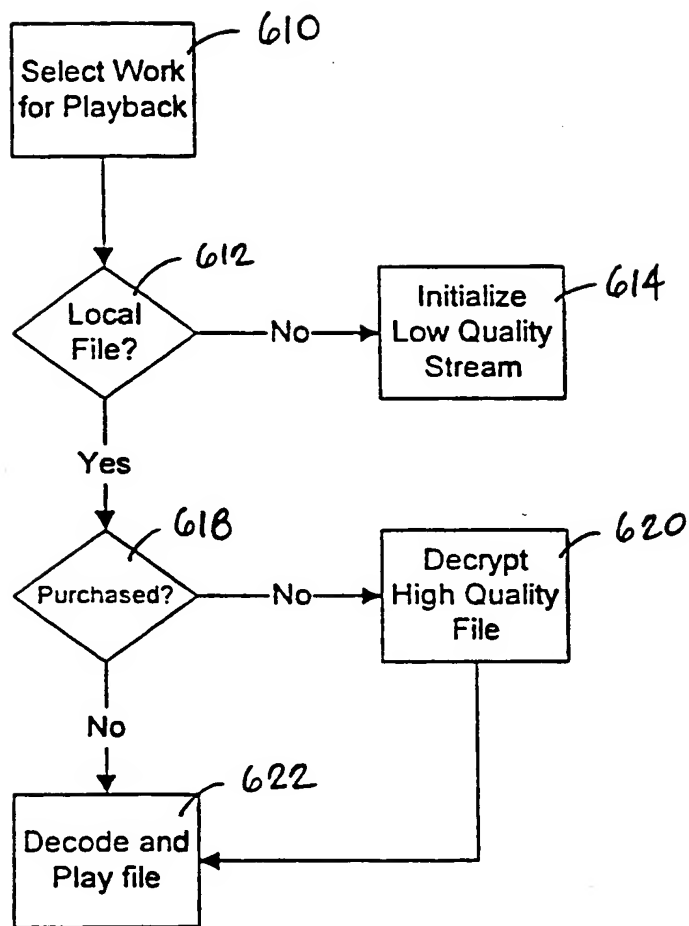 610
Select Work
for Playback
612
Local
File?
No
614
Initialize
Low Quality
Stream
Yes
618
Purchased?
No
620
Decrypt
High Quality
File
No
622
Decode and
Play file